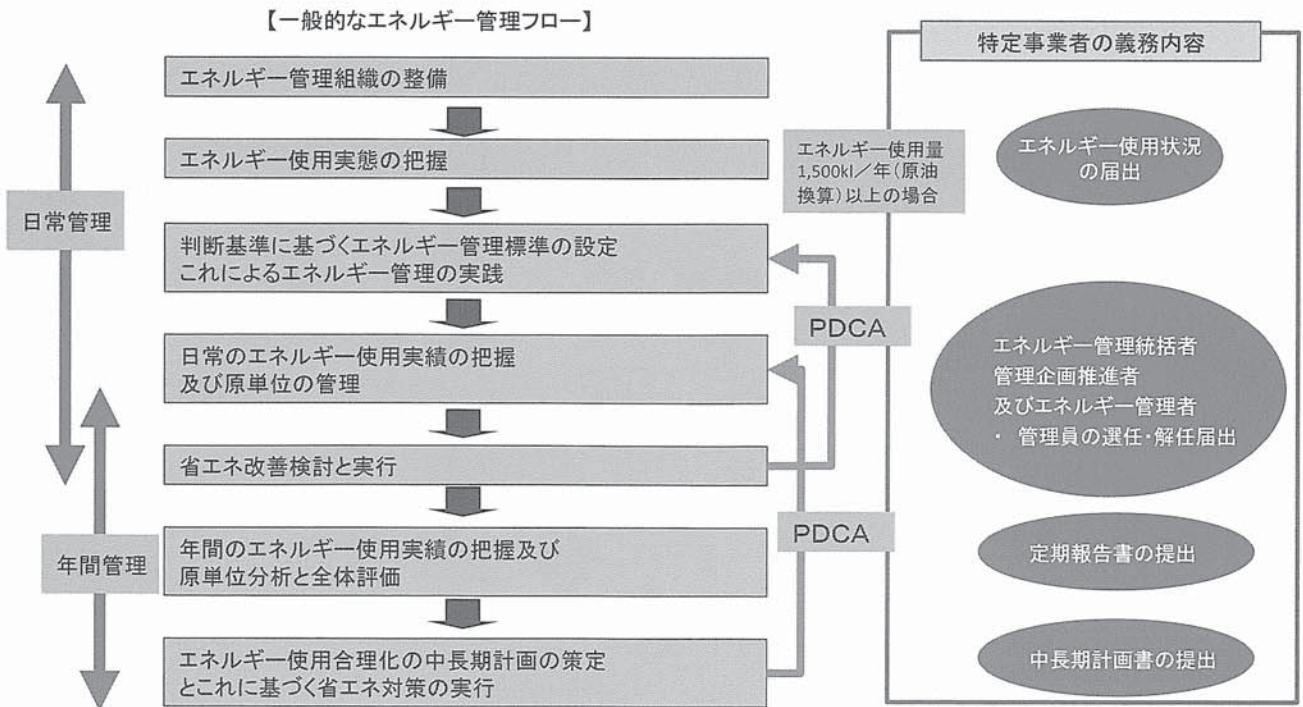 【一般的なエネルギー管理フロー】
エネルギー管理組織の整備
エネルギー使用実態の把握
判断基準に基づくエネルギー管理標準の設定
これによるエネルギー管理の実践
日常のエネルギー使用実績の把握
及び原単位の管理
省エネ改善検討と実行
年間のエネルギー使用実績の把握及び
原単位分析と全体評価
エネルギー使用合理化の中長期計画の策定
とこれに基づく省エネ対策の実行
日常管理
年間管理
PDCA
PDCA
エネルギー使用量
1,500kl／年(原油
換算)以上の場合
特定事業者の義務内容
エネルギー使用状況
の届出
エネルギー管理統括者
管理企画推進者
及びエネルギー管理者
・ 管理員の選任・解任届出
定期報告書の提出
中長期計画書の提出